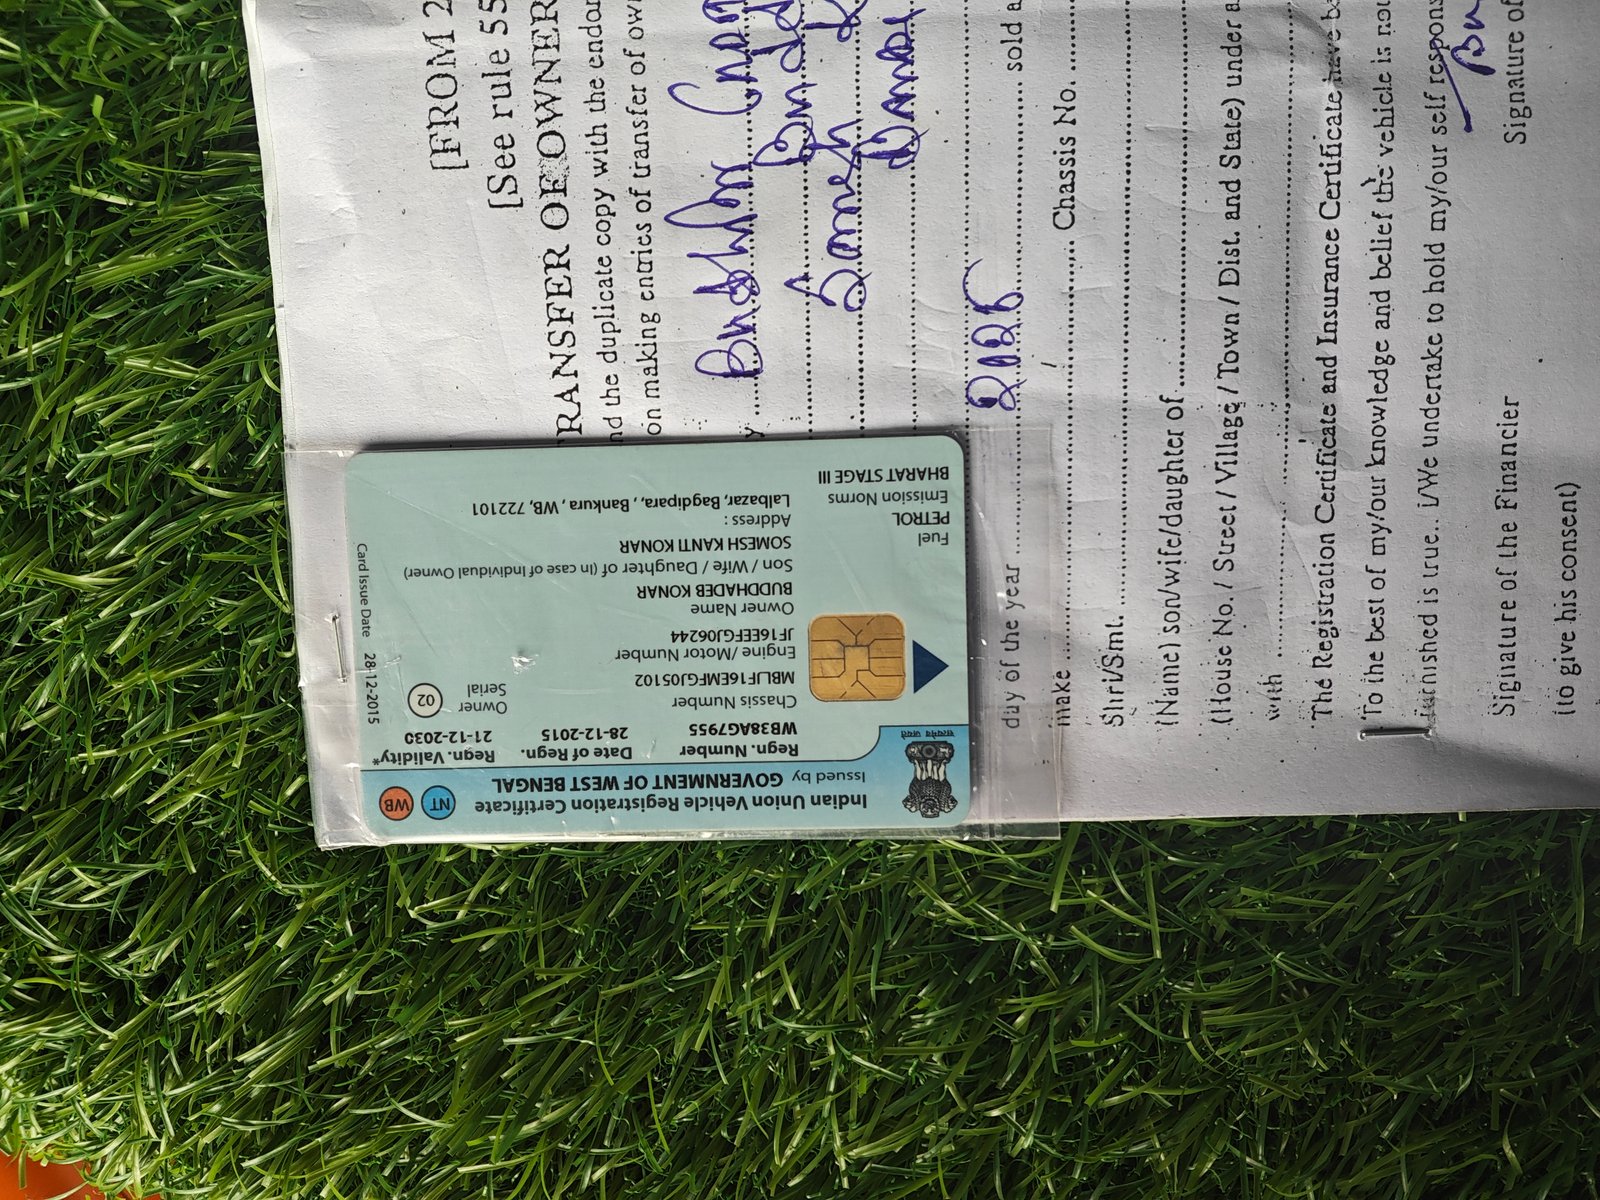 Indian Union Vehicle Registration Certificate
Issued by GOVERNMENT OF WEST BENGAL
NT WB
सत्यमेव जयते
Regn. Number Date of Regn. Regn. Validity*
WB38AG7955 28-12-2015 21-12-2030
Chassis Number
MBLJF16EMFGJ05102
Engine/Motor Number
JF16EEFGJ06244
Owner Serial 02
Owner Name
BUDDHADEB KONAR
Son / Wife / Daughter of (In case of Individual Owner)
SOMESH KANTI KONAR
Address :
Lalbazar, Bagdipara, , Bankura , WB, 722101
Fuel
PETROL
Emission Norms
BHARAT STAGE III
Card Issue Date 28-12-2015
[FROM 2
[See rule 55
RANSFER OF OWNER
nd the duplicate copy with the endor
on making entries of transfer of own
Somesh K
day of the year sold a
make Chassis No.
Shri/Smt.
(Name) son/wife/daughter of
(House No. / Street / Village / Town / Dist. and State) under a
with
The Registration Certificate and Insurance Certificate have be
To the best of my/our knowledge and belief the vehicle is no
furnished is true. I/We undertake to hold my/our self respons
Signature of the Financier Signature of
(to give his consent)